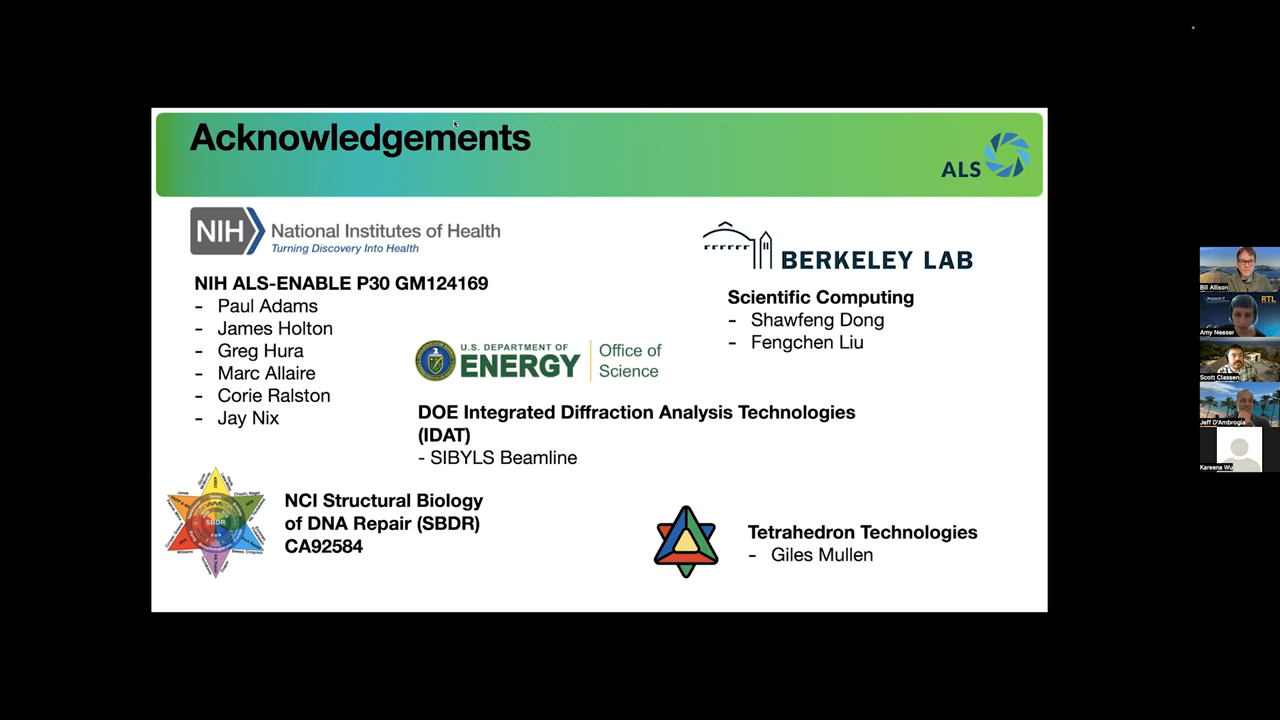 Acknowledgements
ALS
NIH
National Institutes of Health
Turning Discovery Into Health
NIH ALS-ENABLE P30 GM124169
- Paul Adams
- James Holton
- Greg Hura
- Marc Allaire
- Corie Ralston
- Jay Nix
BERKELEY LAB
Scientific Computing
- Shawfeng Dong
- Fengchen Liu
U.S. DEPARTMENT OF
ENERGY
Office of
Science
DOE Integrated Diffraction Analysis Technologies
(IDAT)
- SIBYLS Beamline
SBDR
NCI Structural Biology
of DNA Repair (SBDR)
CA92584
Tetrahedron Technologies
- Giles Mullen
Bill Allison
RTL
Amy Neeser
Scott Classen
Jeff D'Ambrogia
Kareena Wu